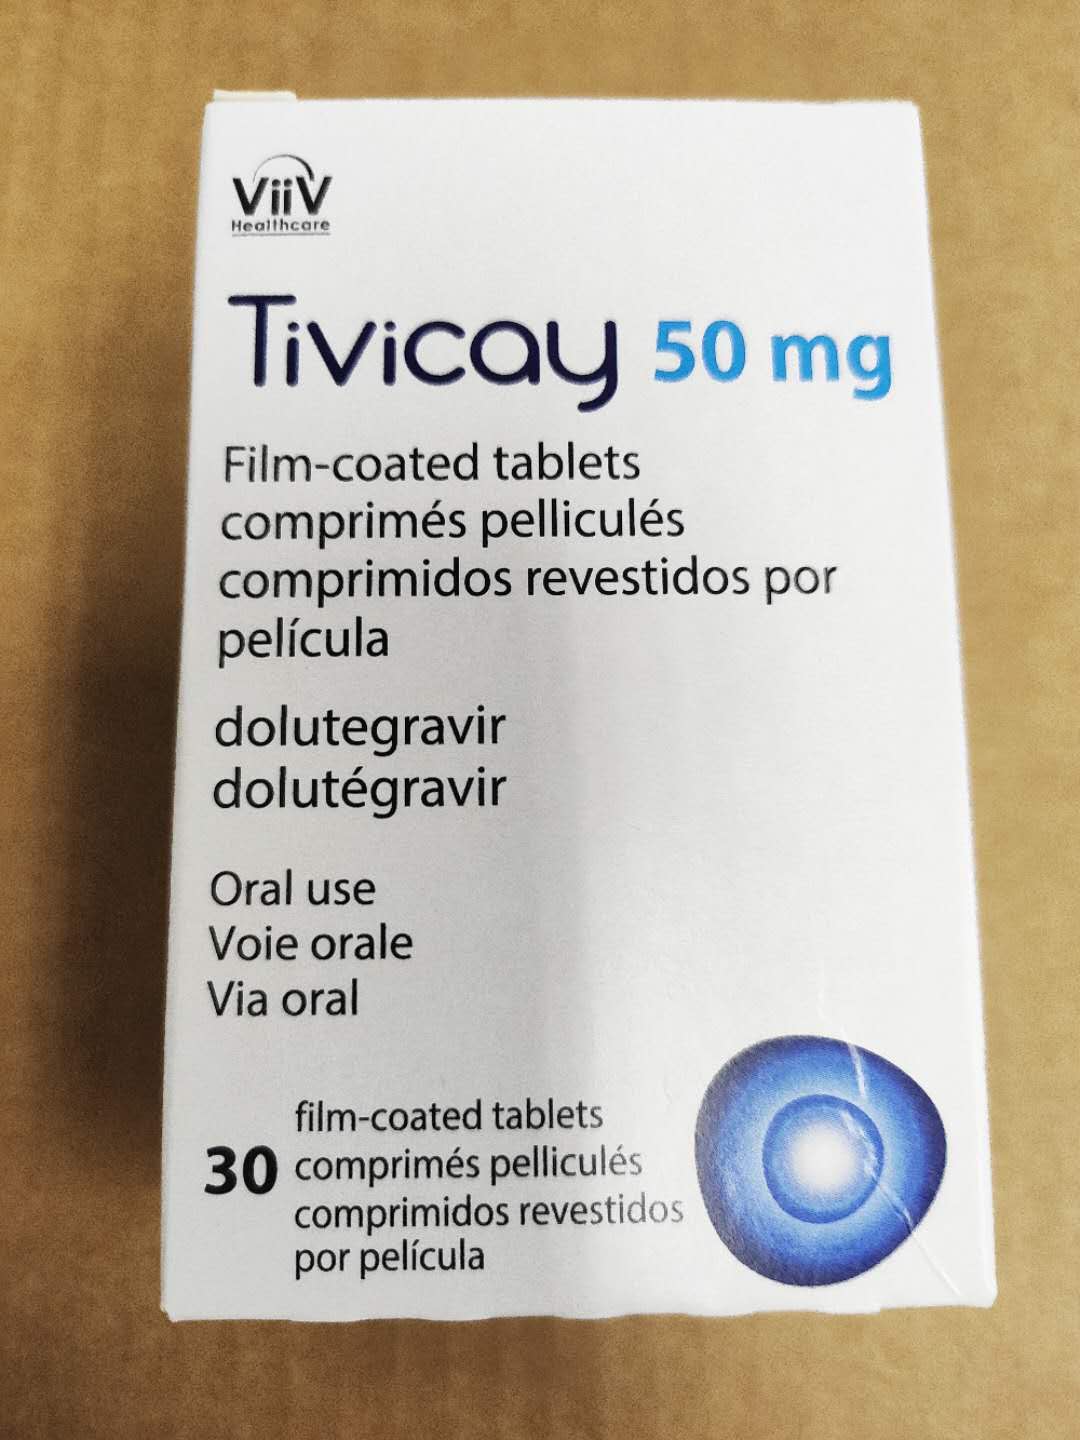 ViiV
Healthcare
Tivicay 50 mg
Film-coated tablets
comprimés pelliculés
comprimidos revestidos por
película
dolutegravir
dolutégravir
Oral use
Voie orale
Via oral
30
film-coated tablets
comprimés pelliculés
comprimidos revestidos
por película